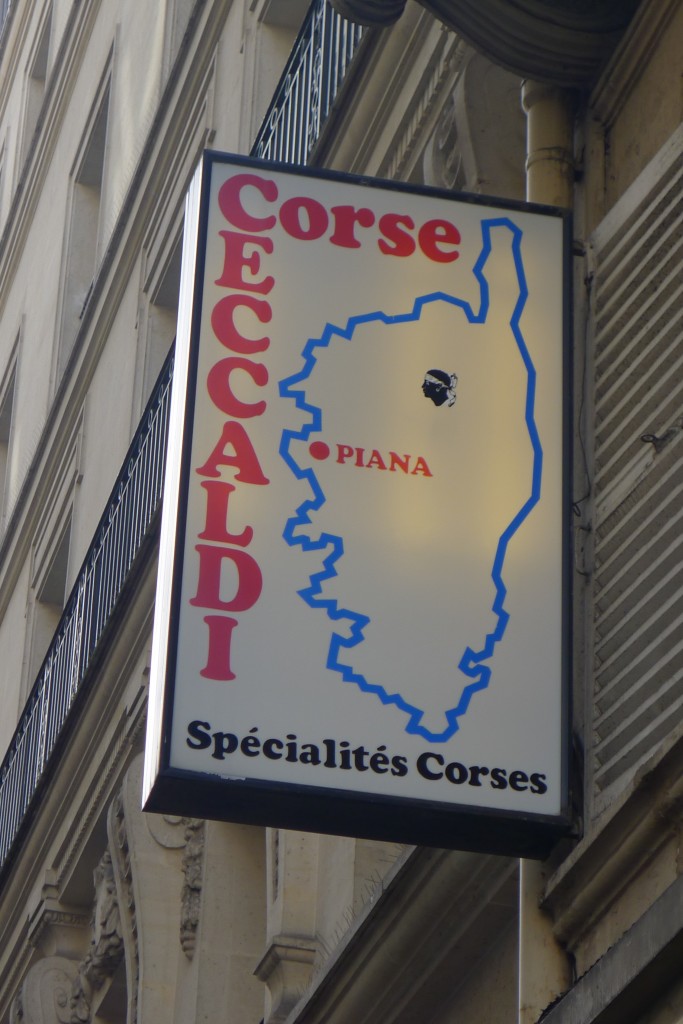 Corse
CECCALDI
PIANA
Spécialités Corses